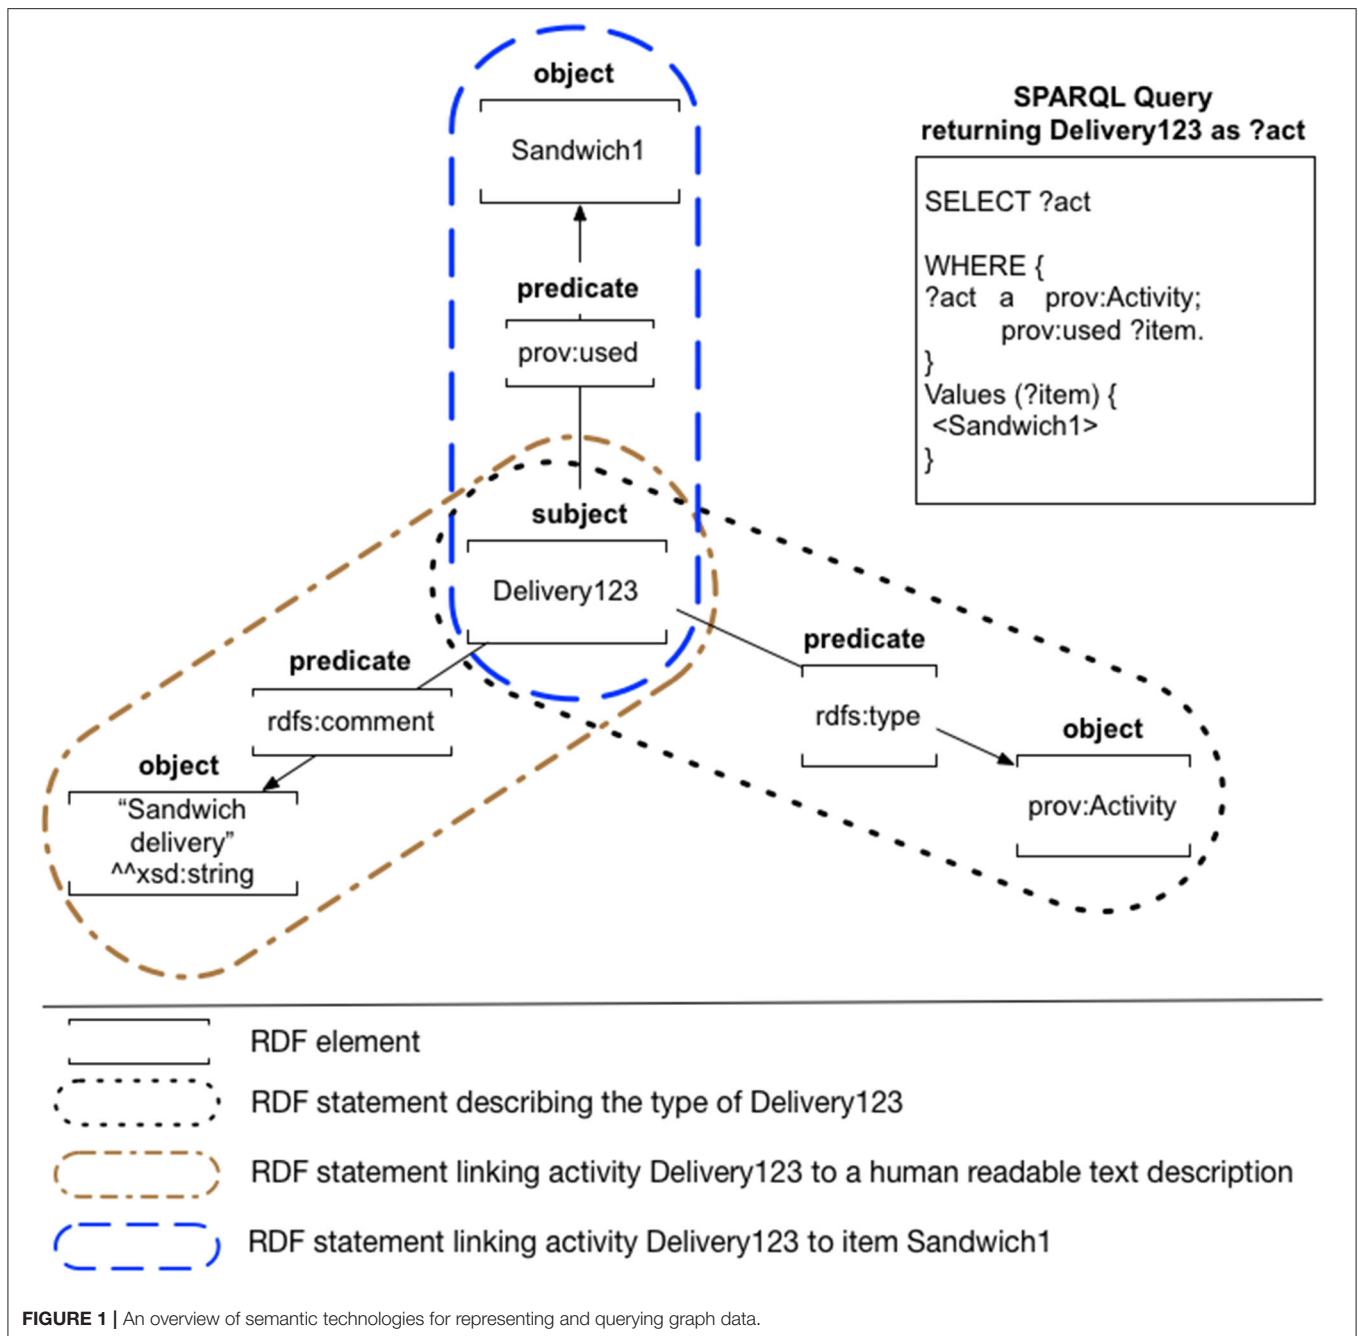 object
Sandwich1
predicate
prov:used
subject
Delivery123
predicate
rdfs:comment
object
“Sandwich
delivery”
^^xsd:string
predicate
rdfs:type
object
prov:Activity
SPARQL Query
returning Delivery123 as ?act
SELECT ?act
WHERE {
?act a prov:Activity;
prov:used ?item.
}
Values (?item) {
<Sandwich1>
}
RDF element
RDF statement describing the type of Delivery123
RDF statement linking activity Delivery123 to a human readable text description
RDF statement linking activity Delivery123 to item Sandwich1
FIGURE 1 | An overview of semantic technologies for representing and querying graph data.